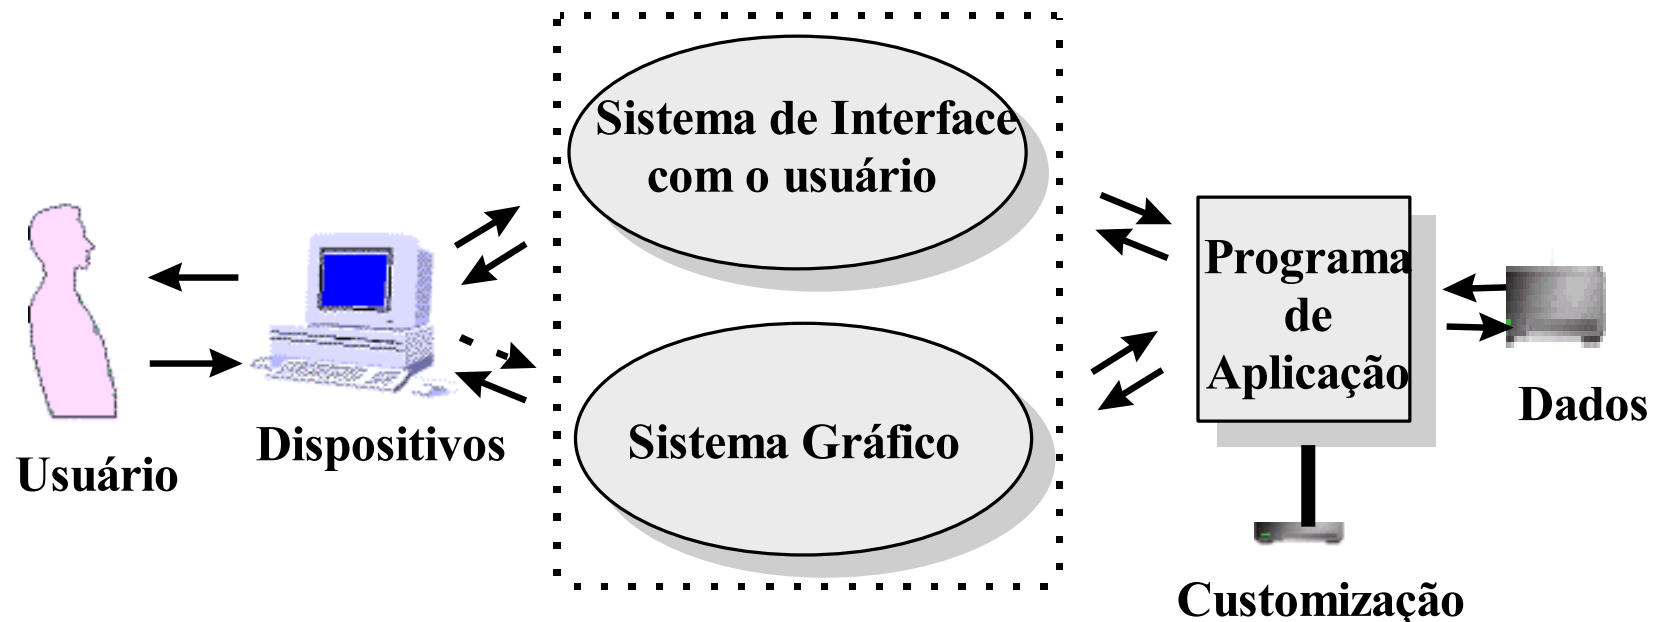 Sistema de Interface
com o usuário
Programa
de
Aplicação
Dados
Dispositivos
Sistema Gráfico
Usuário
Customização